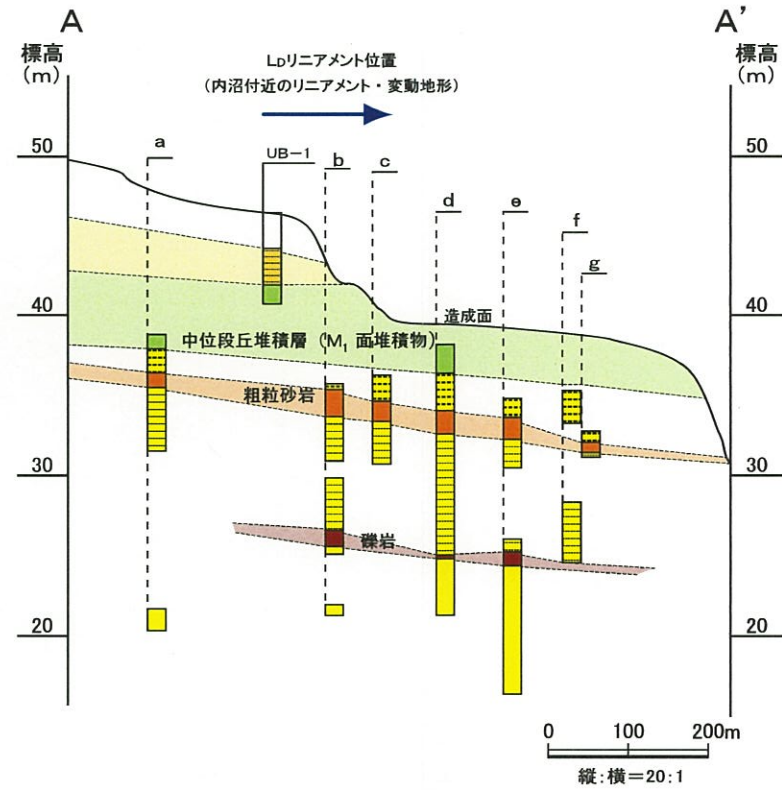 A
A’
標高
(m)
標高
(m)
LDリニアメント位置
(内沼付近のリニアメント・変動地形)
50
50
a
UB-1
b
c
d
e
f
g
40
40
造成面
中位段丘堆積層(M1 面堆積物)
粗粒砂岩
30
30
礫岩
20
20
0
100
200m
縦:横=20:1